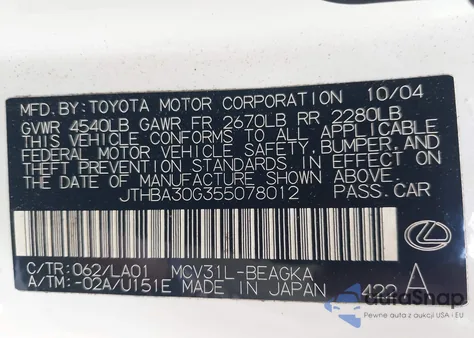 MFD. BY: TOYOTA MOTOR CORPORATION 10/04
GVWR 4540LB GAWR FR 2670LB RR 2280LB
THIS VEHICLE CONFORMS TO ALL APPLICABLE
FEDERAL MOTOR VEHICLE SAFETY, BUMPER, AND
THEFT PREVENTION STANDARDS IN EFFECT ON
THE DATE OF MANUFACTURE SHOWN ABOVE.
JTHBA30G355078012 PASS. CAR
C/TR: 062/LA01 MCV31L-BEAGKA A
A/TM: -02A/U151E MADE IN JAPAN 422
autaSnap
Pewne auta z aukcji USA i EU